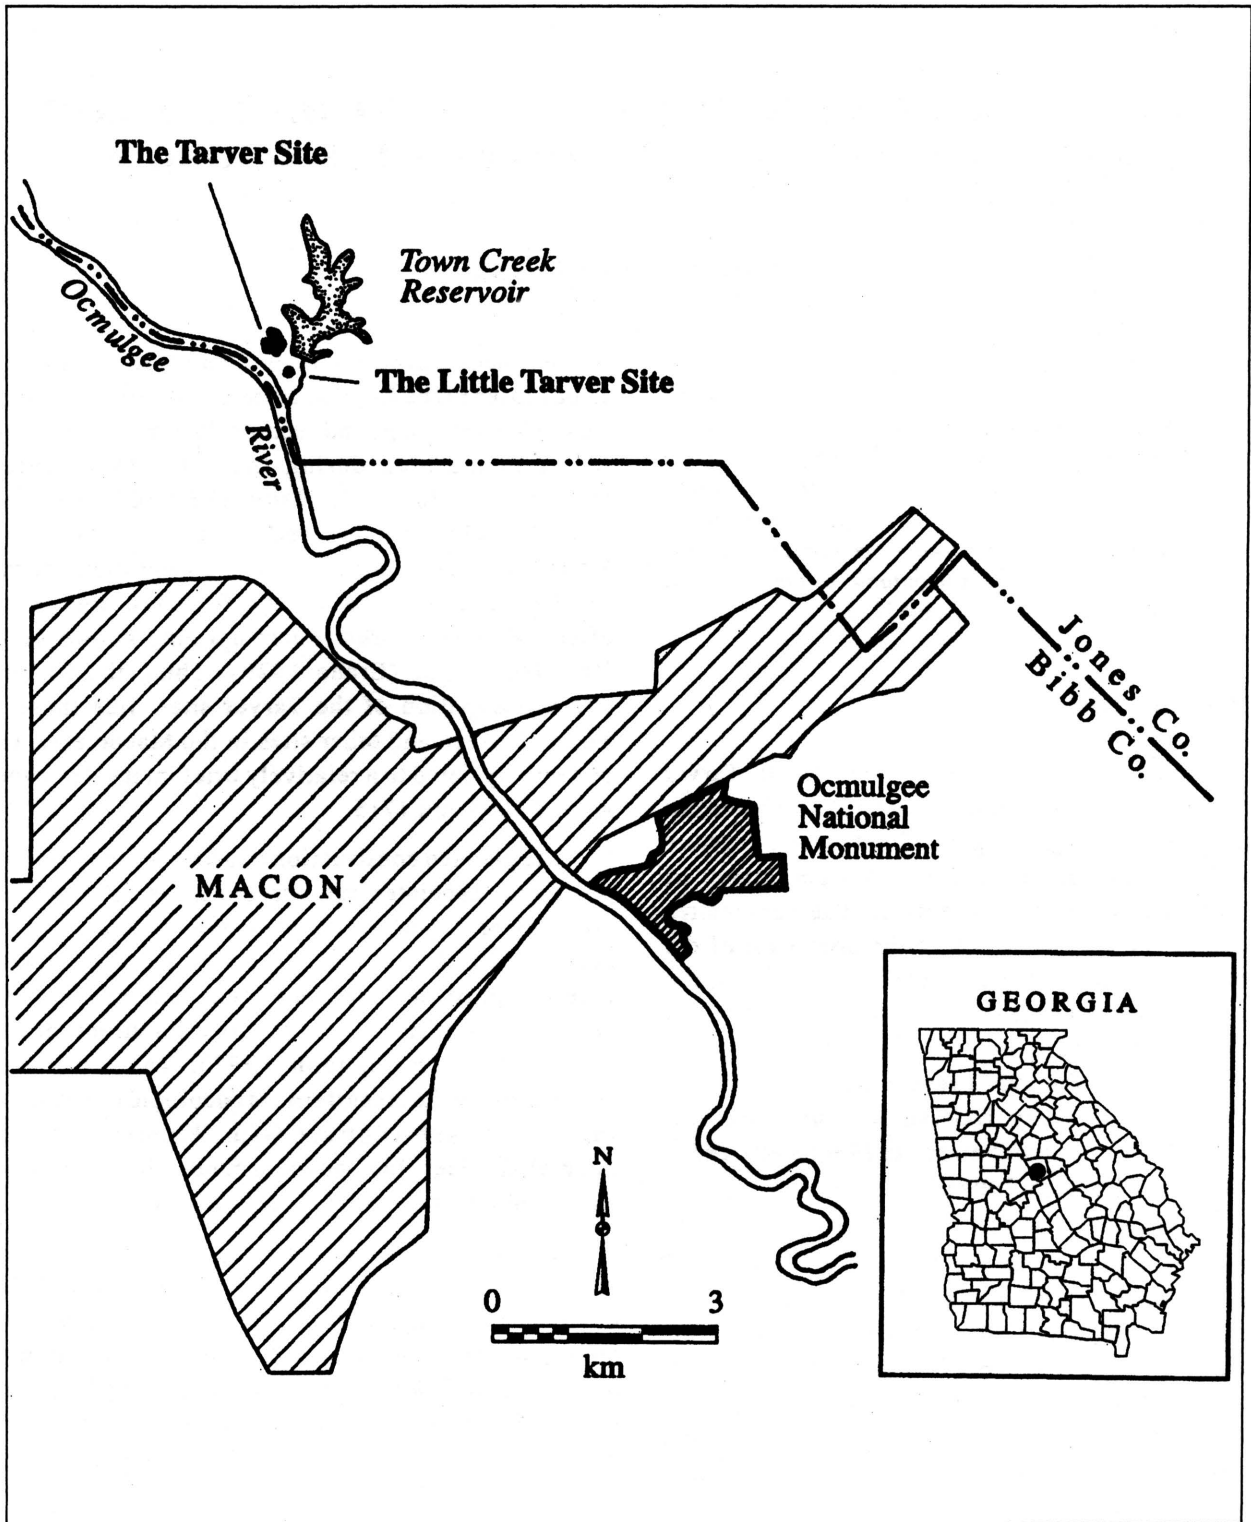 The Tarver Site
Town Creek
Reservoir
Ocmulgee
The Little Tarver Site
River
Jones Co.
Bibb Co.
Ocmulgee
National
Monument
MACON
GEORGIA
N
0 3
km